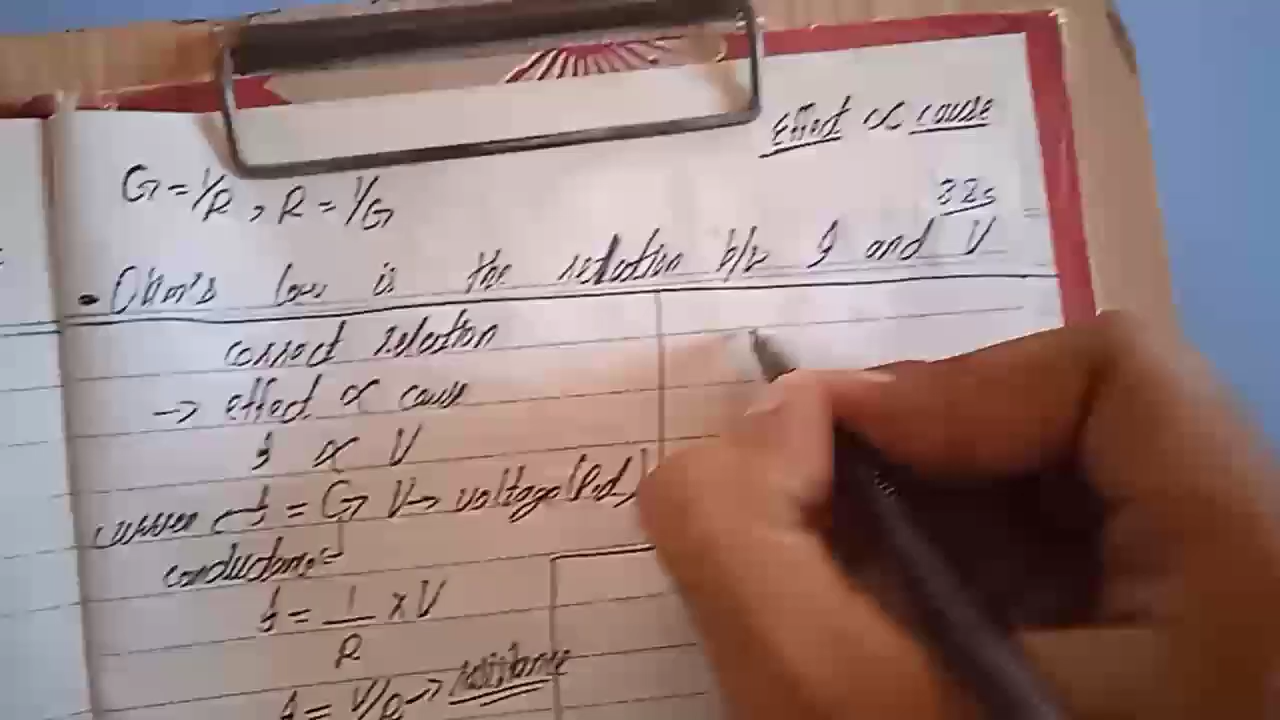 Effect ∝ cause
G = 1/R, R = 1/G
• Ohm's law is the relation b/w I and V
correct relation
→ effect ∝ cause
I ∝ V
current ← I = G V → voltage (P.d)
conductance
I = 1/R × V
I = V/R → resistance